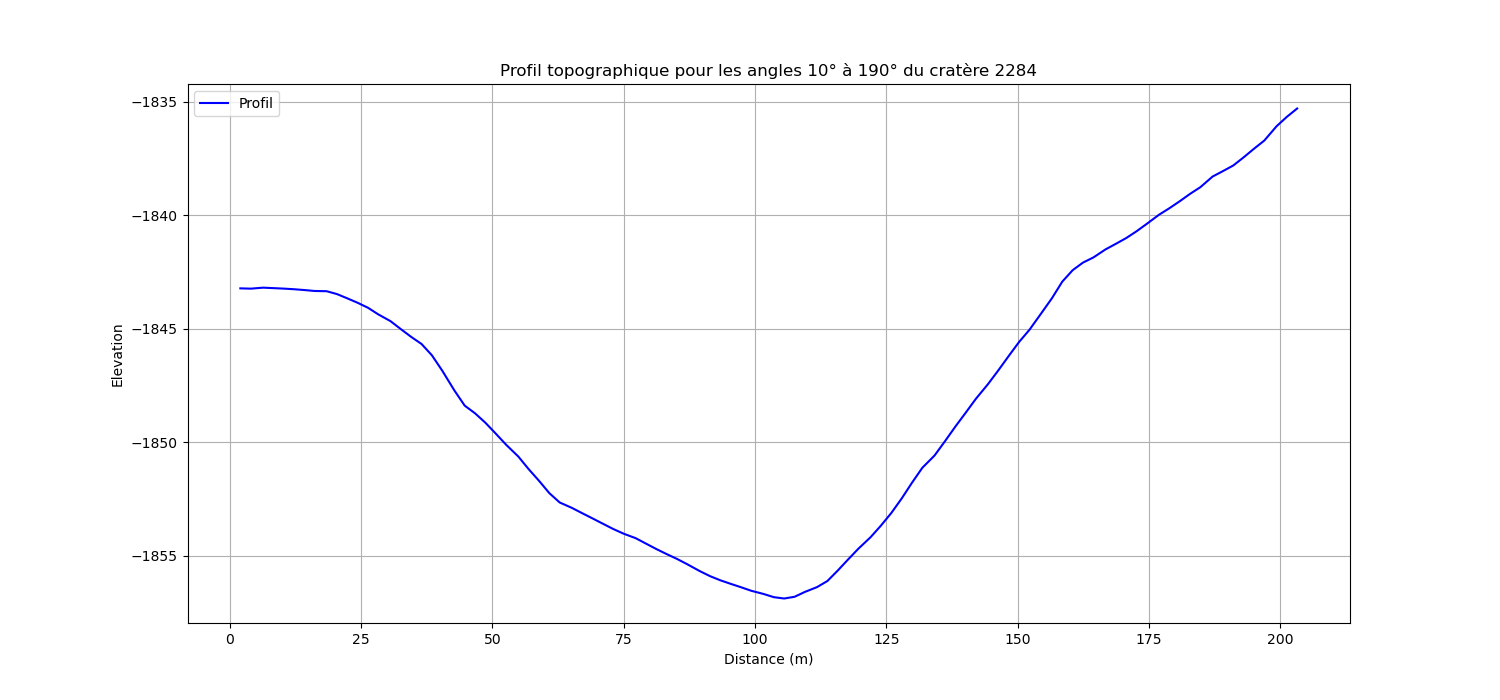 Profil topographique pour les angles 10° à 190° du cratère 2284
Profil
−1835
−1840
−1845
−1850
−1855
Elevation
0 25 50 75 100 125 150 175 200
Distance (m)